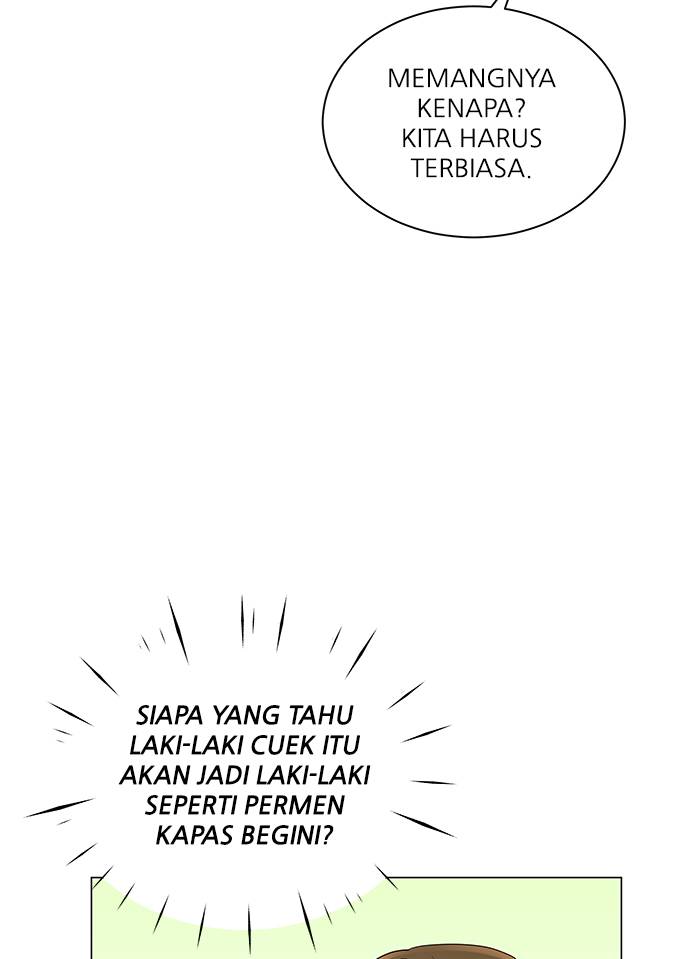 MEMANGNYA
KENAPA?
KITA HARUS
TERBIASA.
SIAPA YANG TAHU
LAKI-LAKI CUEK ITU
AKAN JADI LAKI-LAKI
SEPERTI PERMEN
KAPAS BEGINI?